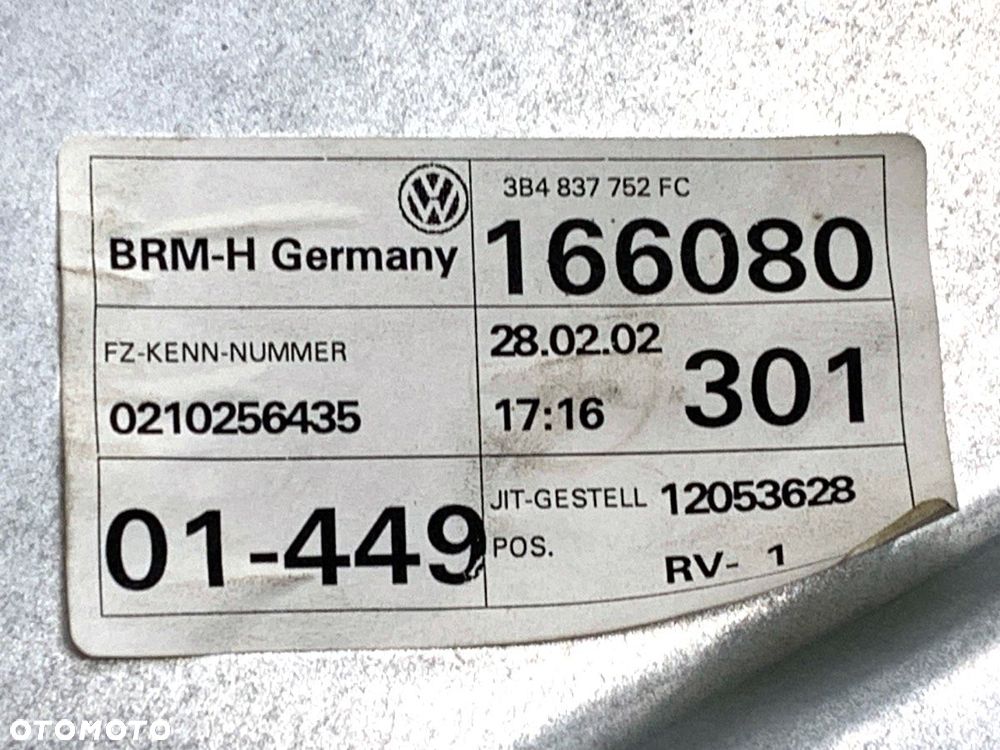 VW
BRM-H Germany
3B4 837 752 FC
166080
FZ-KENN-NUMMER
0210256435
28.02.02
17:16
301
01-449
JIT-GESTELL 12053628
POS.
RV- 1
OTOMOTO